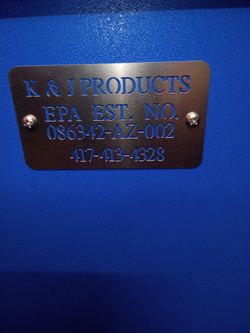 K & J PRODUCTS
EPA EST. NO.
086342-AZ-002
417-413-4328